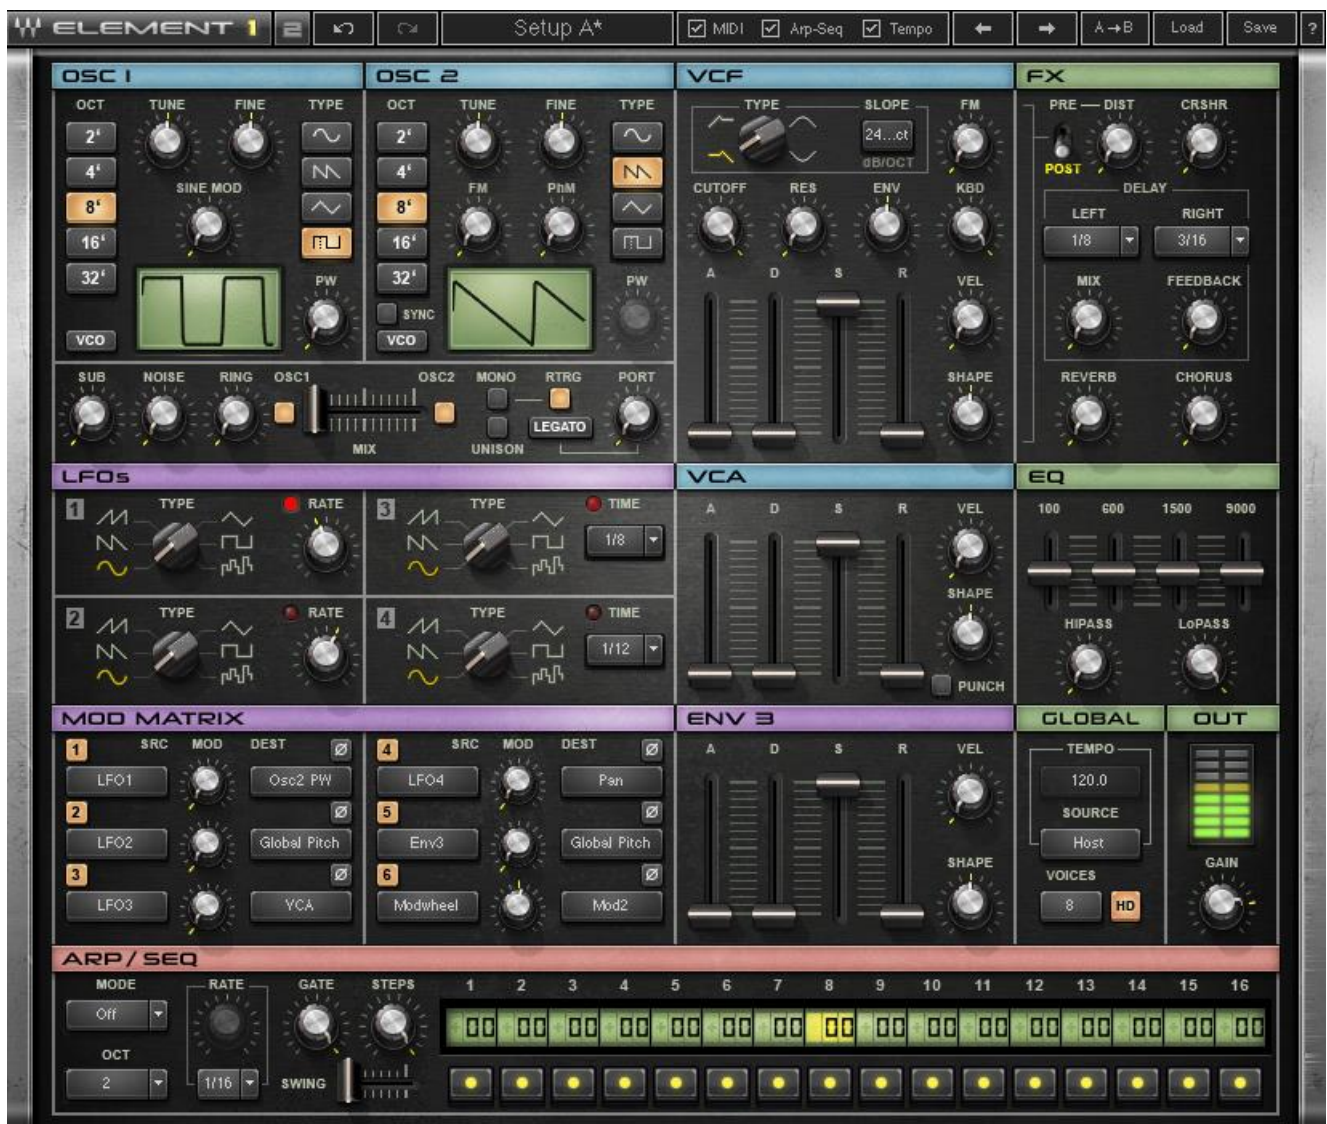 ELEMENT 1 2 Setup A* MIDI Arp-Seq Tempo A→B Load Save ?
OSC 1 OSC 2 VCF FX
OCT TUNE FINE TYPE OCT TUNE FINE TYPE TYPE SLOPE FM PRE DIST CRSHR
2' 2' 24...ct
dB/OCT
4' 4' POST
SINE MOD FM PhM CUTOFF RES ENV KBD DELAY
8' 8' LEFT RIGHT
16' 16' 1/8 3/16
32' PW 32' PW A D S R VEL MIX FEEDBACK
SYNC
VCO VCO
SUB NOISE RING OSC1 OSC2 MONO RTRG PORT SHAPE REVERB CHORUS
LEGATO
MIX UNISON
LFOs VCA EQ
1 TYPE RATE 3 TYPE TIME A D S R VEL 100 600 1500 9000
1/8
SHAPE
2 TYPE RATE 4 TYPE TIME HIPASS LoPASS
1/12
PUNCH
MOD MATRIX ENV 3 GLOBAL OUT
1 SRC MOD DEST Ø 4 SRC MOD DEST Ø A D S R VEL TEMPO
LFO1 Osc2 PW LFO4 Pan 120.0
2 Ø 5 Ø SOURCE
LFO2 Global Pitch Env3 Global Pitch Host
3 Ø 6 Ø SHAPE VOICES GAIN
LFO3 VCA Modwheel Mod2 8 HD
ARP/SEQ
MODE RATE GATE STEPS 1 2 3 4 5 6 7 8 9 10 11 12 13 14 15 16
Off 00 00 00 00 00 00 00 00 00 00 00 00 00 00 00 00
OCT
2 1/16 SWING